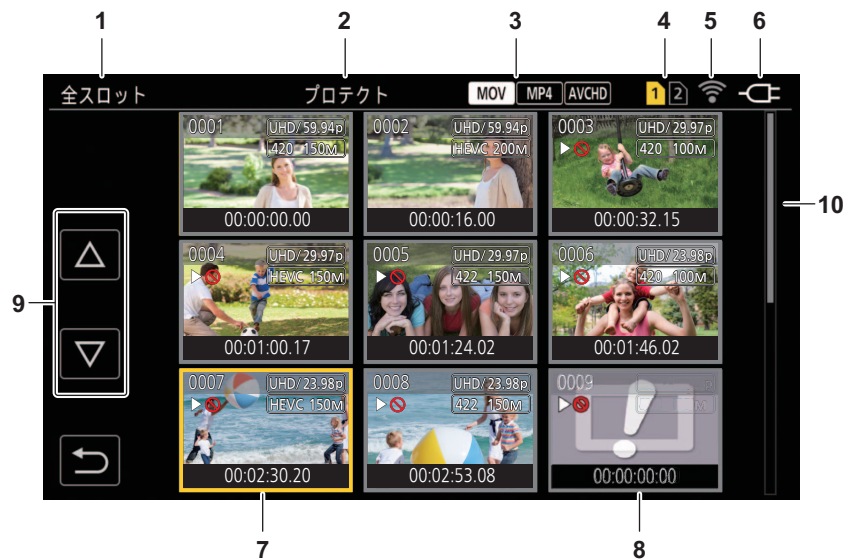 1 2 3 4 5 6
全スロット プロテクト MOV MP4 AVCHD 1 2
0001 UHD/59.94p 0002 UHD/59.94p 0003 UHD/29.97p
420 150M HEVC 200M 420 100M
00:00:00.00 00:00:16.00 00:00:32.15
10
0004 UHD/29.97p 0005 UHD/29.97p 0006 UHD/23.98p
HEVC 150M 422 150M 420 100M
9
00:01:00.17 00:01:24.02 00:01:46.02
0007 UHD/23.98p 0008 UHD/23.98p 0009
HEVC 150M 422 150M
00:02:30.20 00:02:53.08 00:00:00:00
7 8